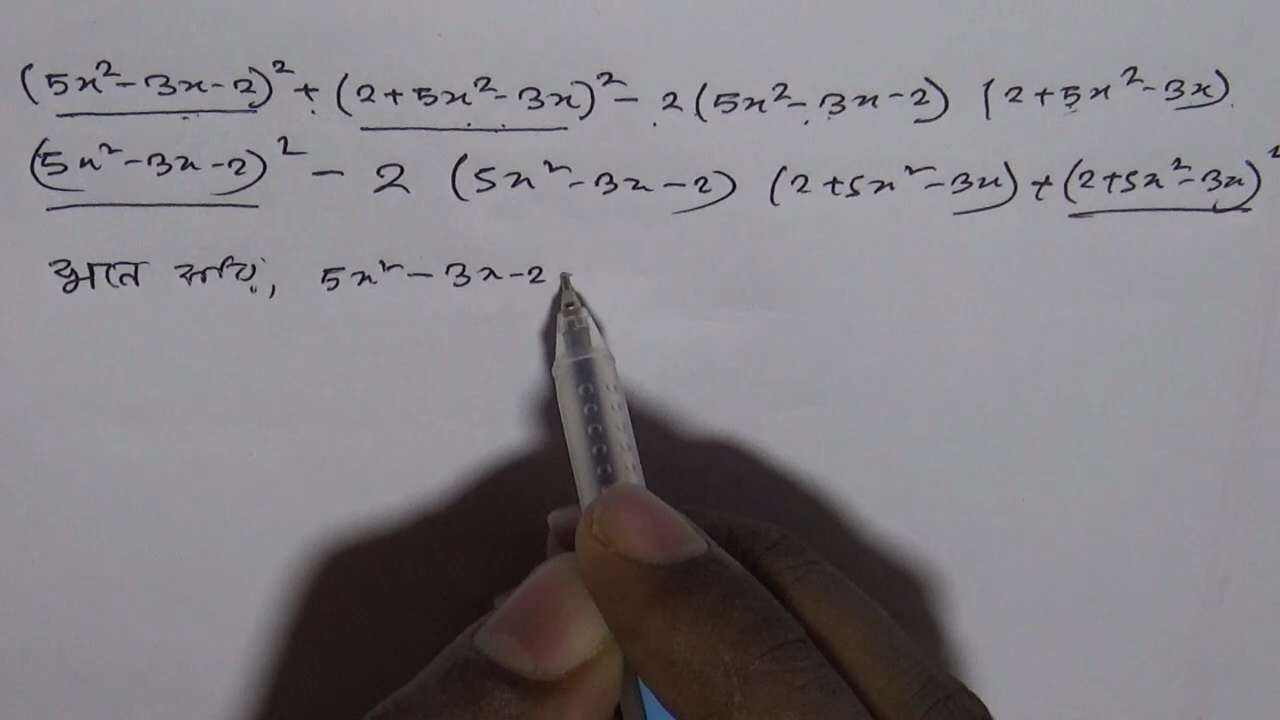 (5x²-3x-2)² + (2+5x²-3x)² - 2(5x²-3x-2) (2+5x²-3x)
(5x²-3x-2)² - 2 (5x²-3x-2) (2+5x²-3x) + (2+5x²-3x)²
মনে করি, 5x²-3x-2